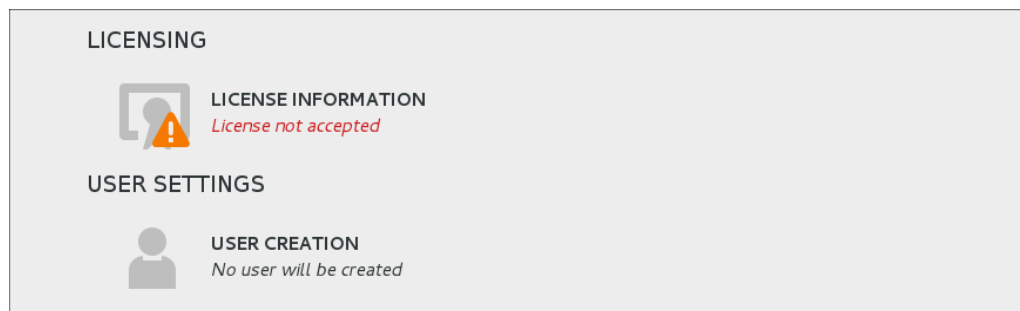 LICENSING
LICENSE INFORMATION
License not accepted
USER SETTINGS
USER CREATION
No user will be created